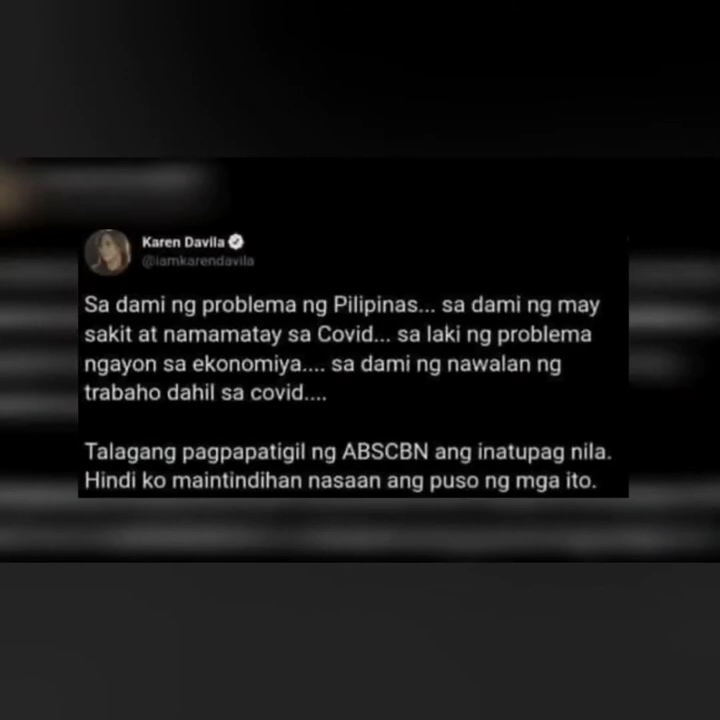 Karen Davila
@iamkarendavila
Sa dami ng problema ng Pilipinas... sa dami ng may
sakit at namamatay sa Covid... sa laki ng problema
ngayon sa ekonomiya.... sa dami ng nawalan ng
trabaho dahil sa covid....
Talagang pagpapatigil ng ABSCBN ang inatupag nila.
Hindi ko maintindihan nasaan ang puso ng mga ito.